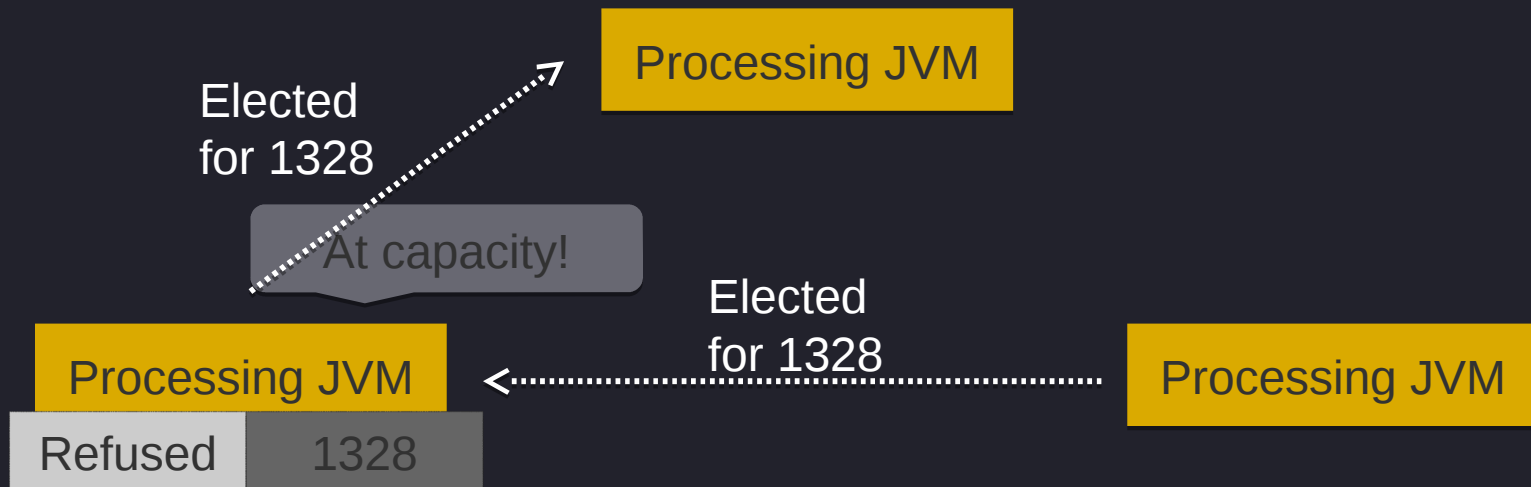 Processing JVM
Elected
for 1328
At capacity!
Elected
for 1328
Processing JVM
Processing JVM
Refused
1328